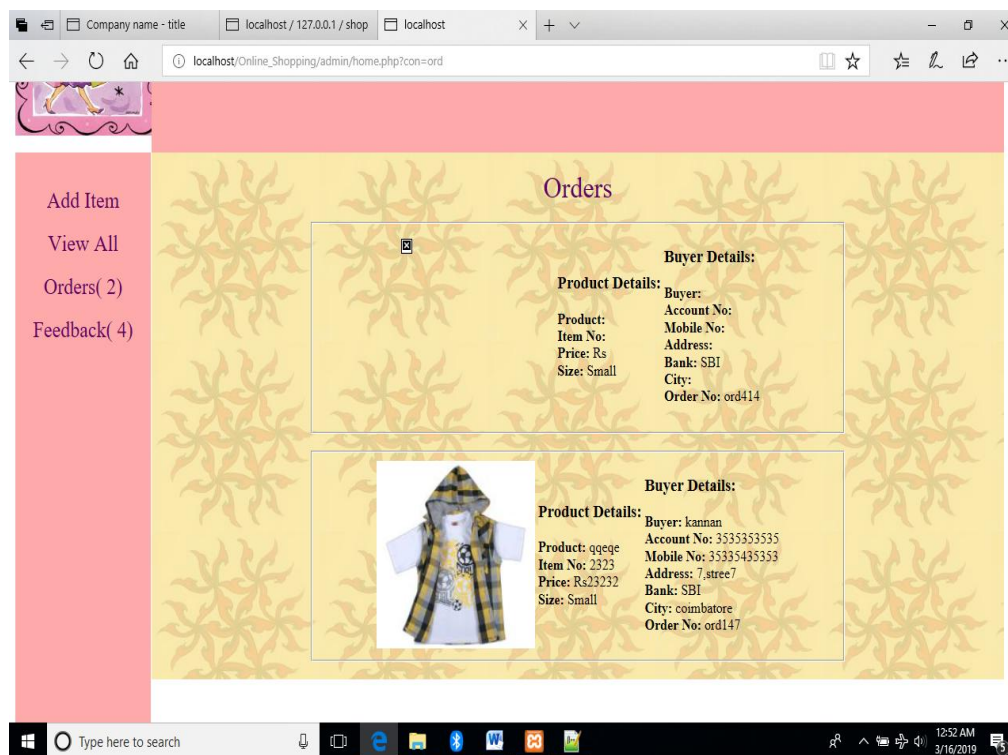 Company name - title
localhost / 127.0.0.1 / shop
localhost
localhost/Online_Shopping/admin/home.php?con=ord
Add Item
View All
Orders( 2)
Feedback( 4)
Orders
Product Details:
Product:
Item No:
Price: Rs
Size: Small
Buyer Details:
Buyer:
Account No:
Mobile No:
Address:
Bank: SBI
City:
Order No: ord414
Product Details:
Product: qqeqe
Item No: 2323
Price: Rs23232
Size: Small
Buyer Details:
Buyer: kannan
Account No: 3535353535
Mobile No: 35335435353
Address: 7,stree7
Bank: SBI
City: coimbatore
Order No: ord147
Type here to search
12:52 AM
3/16/2019